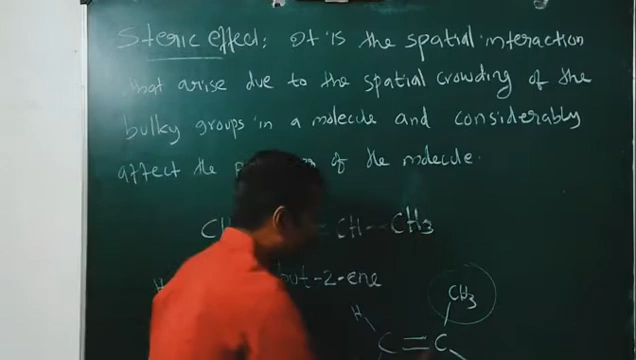 Steric effect: It is the spatial interaction
that arise due to the spatial crowding of the
bulky groups in a molecule and considerably
affect the of the molecule.
CH — CH3
but-2-ene
CH3
H
H
C = C